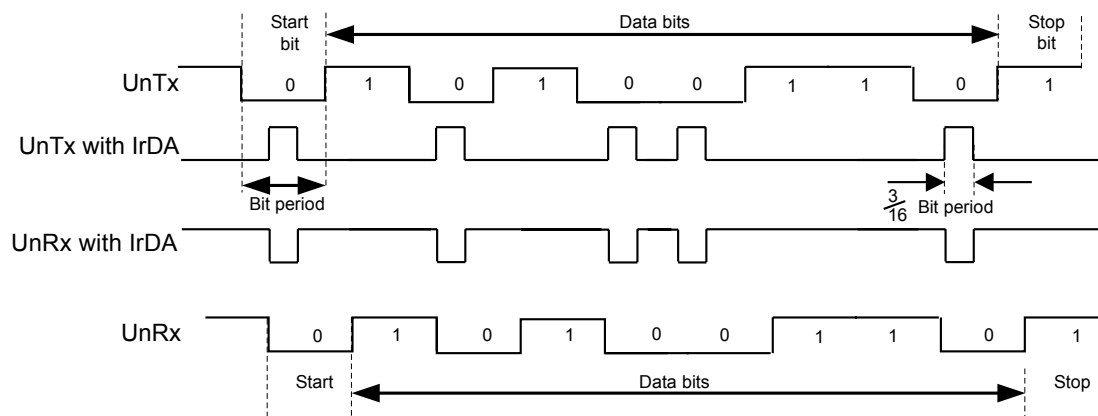 Start bit
Data bits
Stop bit
UnTx
0 1 0 1 0 0 1 1 0 1
UnTx with IrDA
Bit period
3/16 Bit period
UnRx with IrDA
UnRx
0 1 0 1 0 0 1 1 0 1
Start
Data bits
Stop